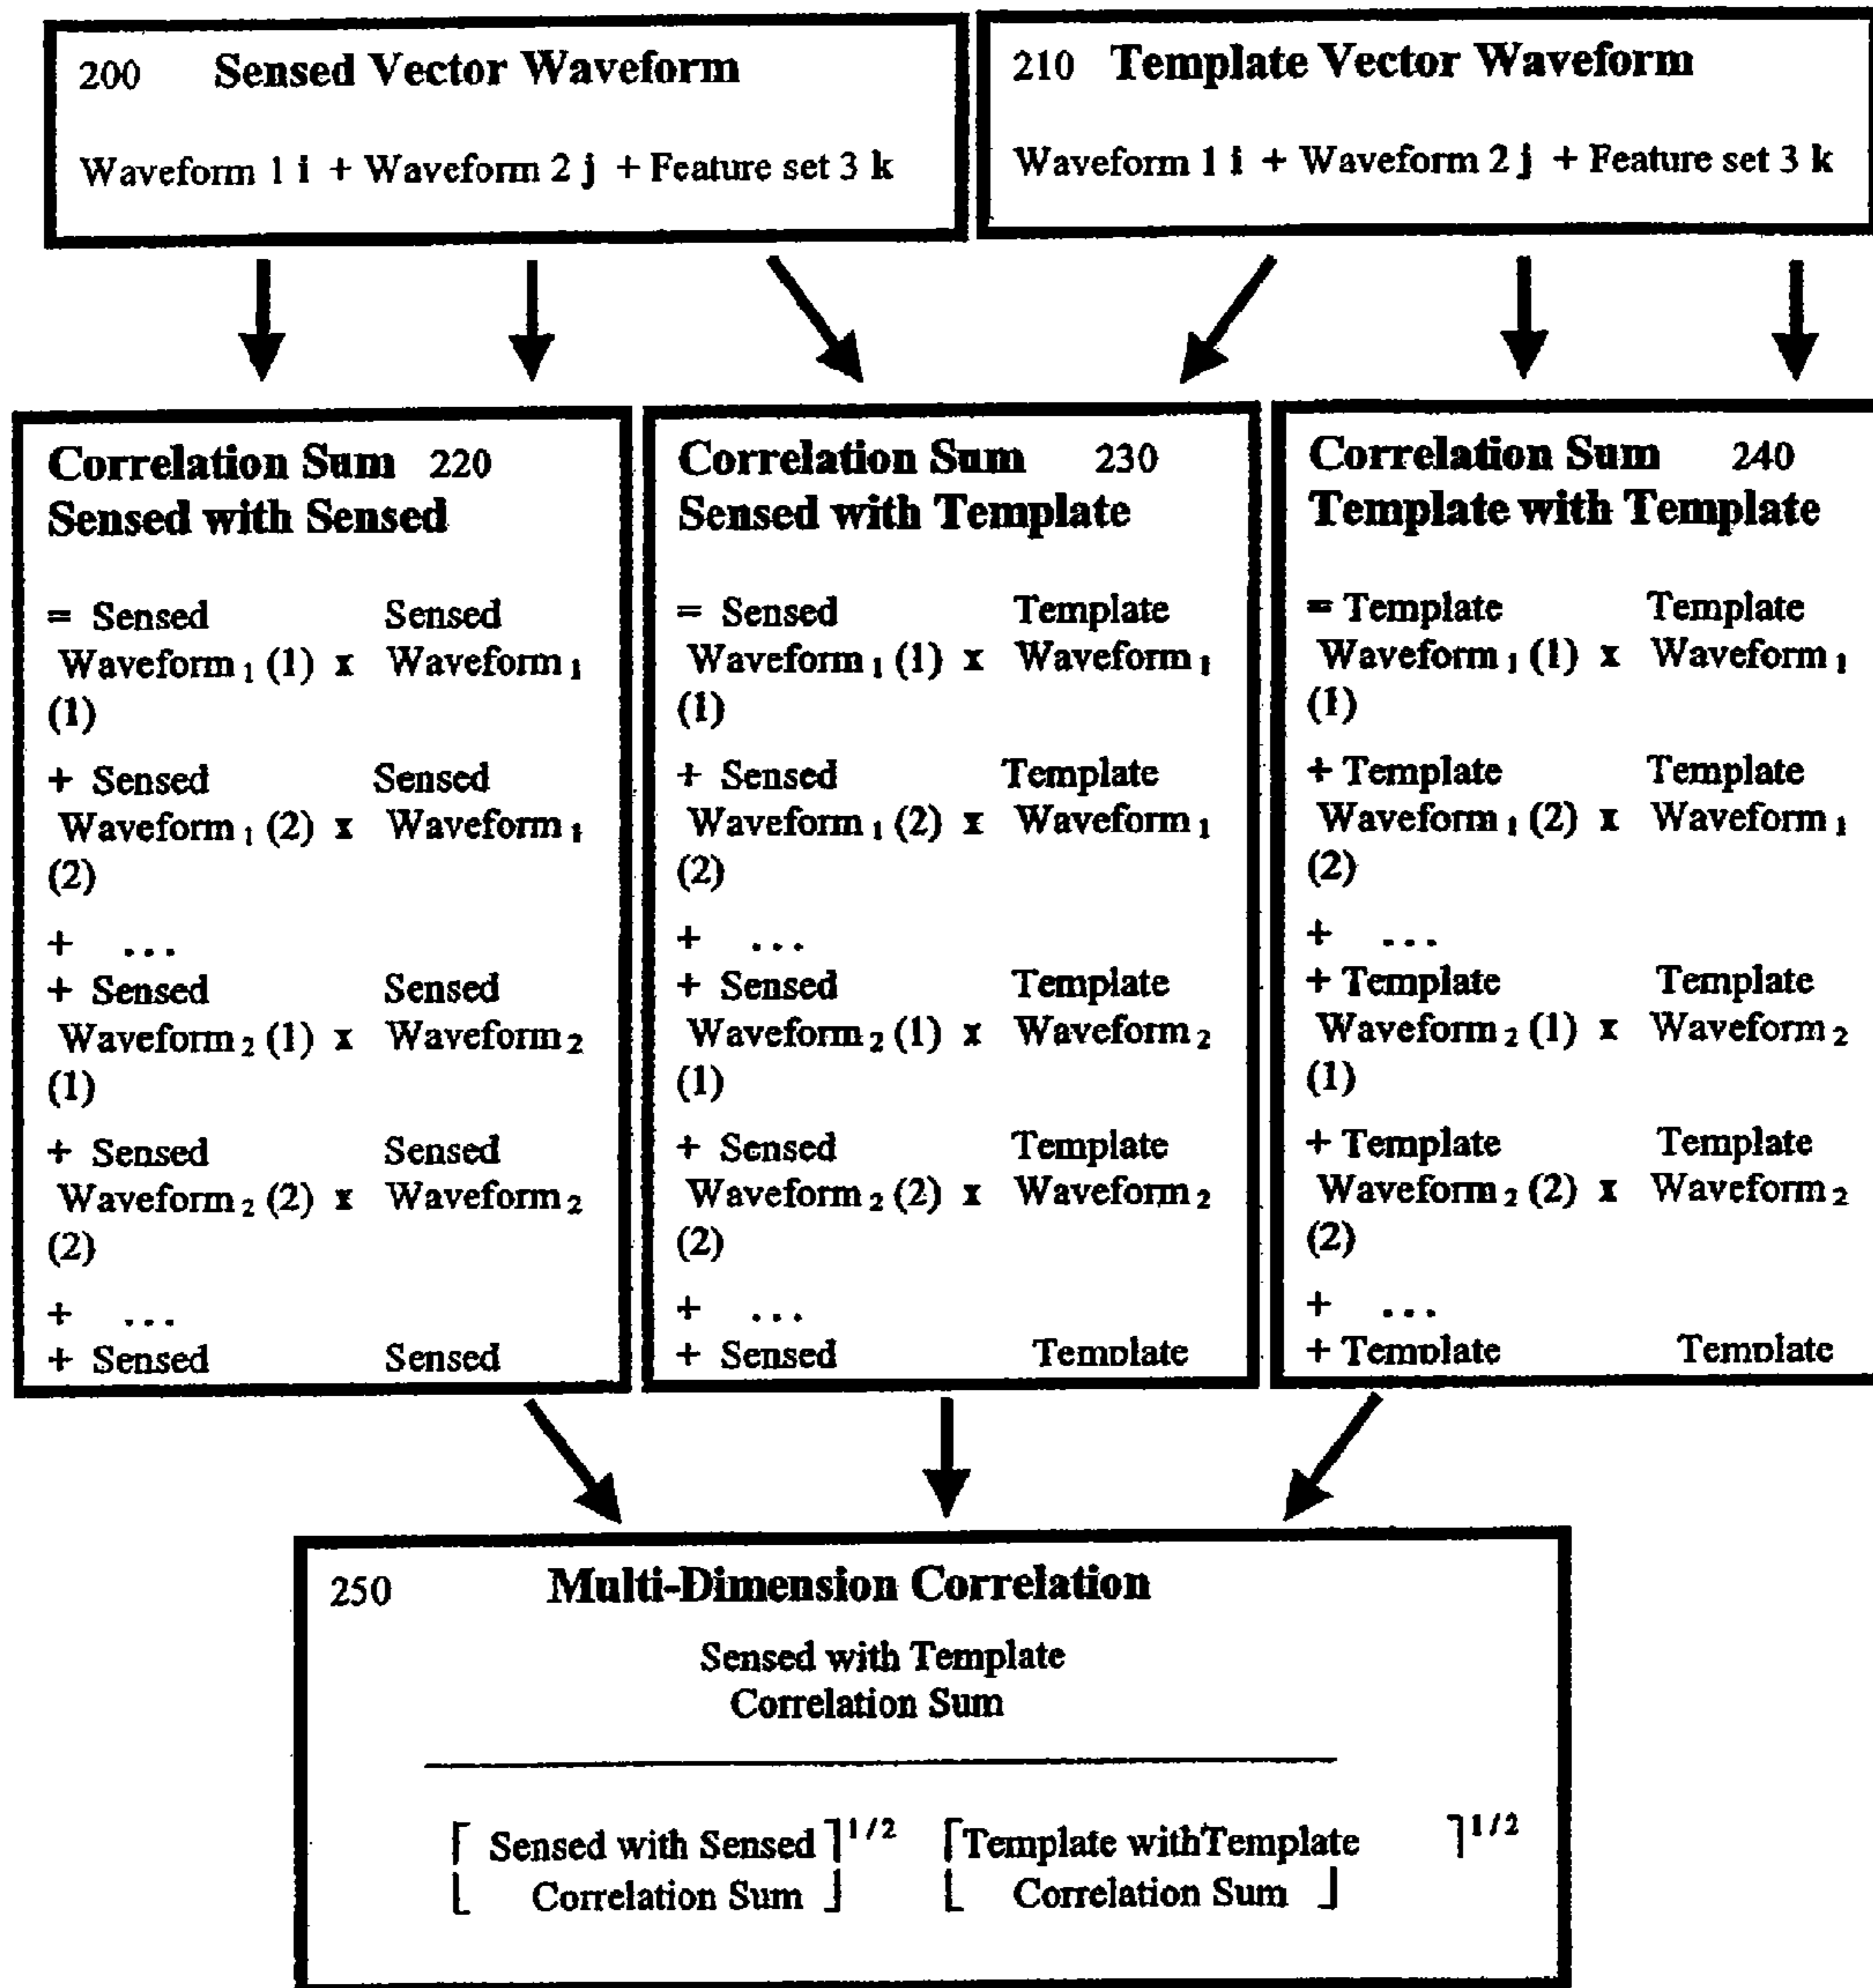 200 Sensed Vector Waveform
Waveform 1 i + Waveform 2 j + Feature set 3 k
210 Template Vector Waveform
Waveform 1 i + Waveform 2 j + Feature set 3 k
Correlation Sum 220
Sensed with Sensed
= Sensed Sensed
Waveform 1 (1) x Waveform 1
(1)
+ Sensed Sensed
Waveform 1 (2) x Waveform 1
(2)
+ ...
+ Sensed Sensed
Waveform 2 (1) x Waveform 2
(1)
+ Sensed Sensed
Waveform 2 (2) x Waveform 2
(2)
+ ...
+ Sensed Sensed
Correlation Sum 230
Sensed with Template
= Sensed Template
Waveform 1 (1) x Waveform 1
(1)
+ Sensed Template
Waveform 1 (2) x Waveform 1
(2)
+ ...
+ Sensed Template
Waveform 2 (1) x Waveform 2
(1)
+ Sensed Template
Waveform 2 (2) x Waveform 2
(2)
+ ...
+ Sensed Template
Correlation Sum 240
Template with Template
= Template Template
Waveform 1 (1) x Waveform 1
(1)
+ Template Template
Waveform 1 (2) x Waveform 1
(2)
+ ...
+ Template Template
Waveform 2 (1) x Waveform 2
(1)
+ Template Template
Waveform 2 (2) x Waveform 2
(2)
+ ...
+ Template Template
250 Multi-Dimension Correlation
Sensed with Template
Correlation Sum
⌈ Sensed with Sensed ⌉1/2 ⌈Template withTemplate ⌉1/2
⌊ Correlation Sum ⌋ ⌊ Correlation Sum ⌋